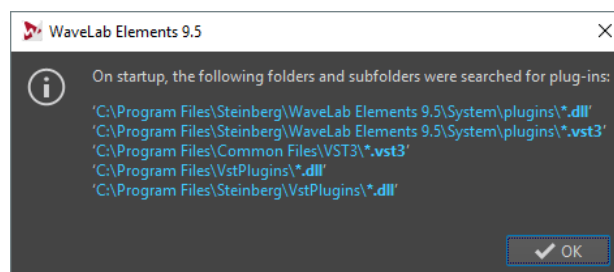 WaveLab Elements 9.5
On startup, the following folders and subfolders were searched for plug-ins:
'C:\Program Files\Steinberg\WaveLab Elements 9.5\System\plugins\*.dll'
'C:\Program Files\Steinberg\WaveLab Elements 9.5\System\plugins\*.vst3'
'C:\Program Files\Common Files\VST3\*.vst3'
'C:\Program Files\VstPlugins\*.dll'
'C:\Program Files\Steinberg\VstPlugins\*.dll'
OK